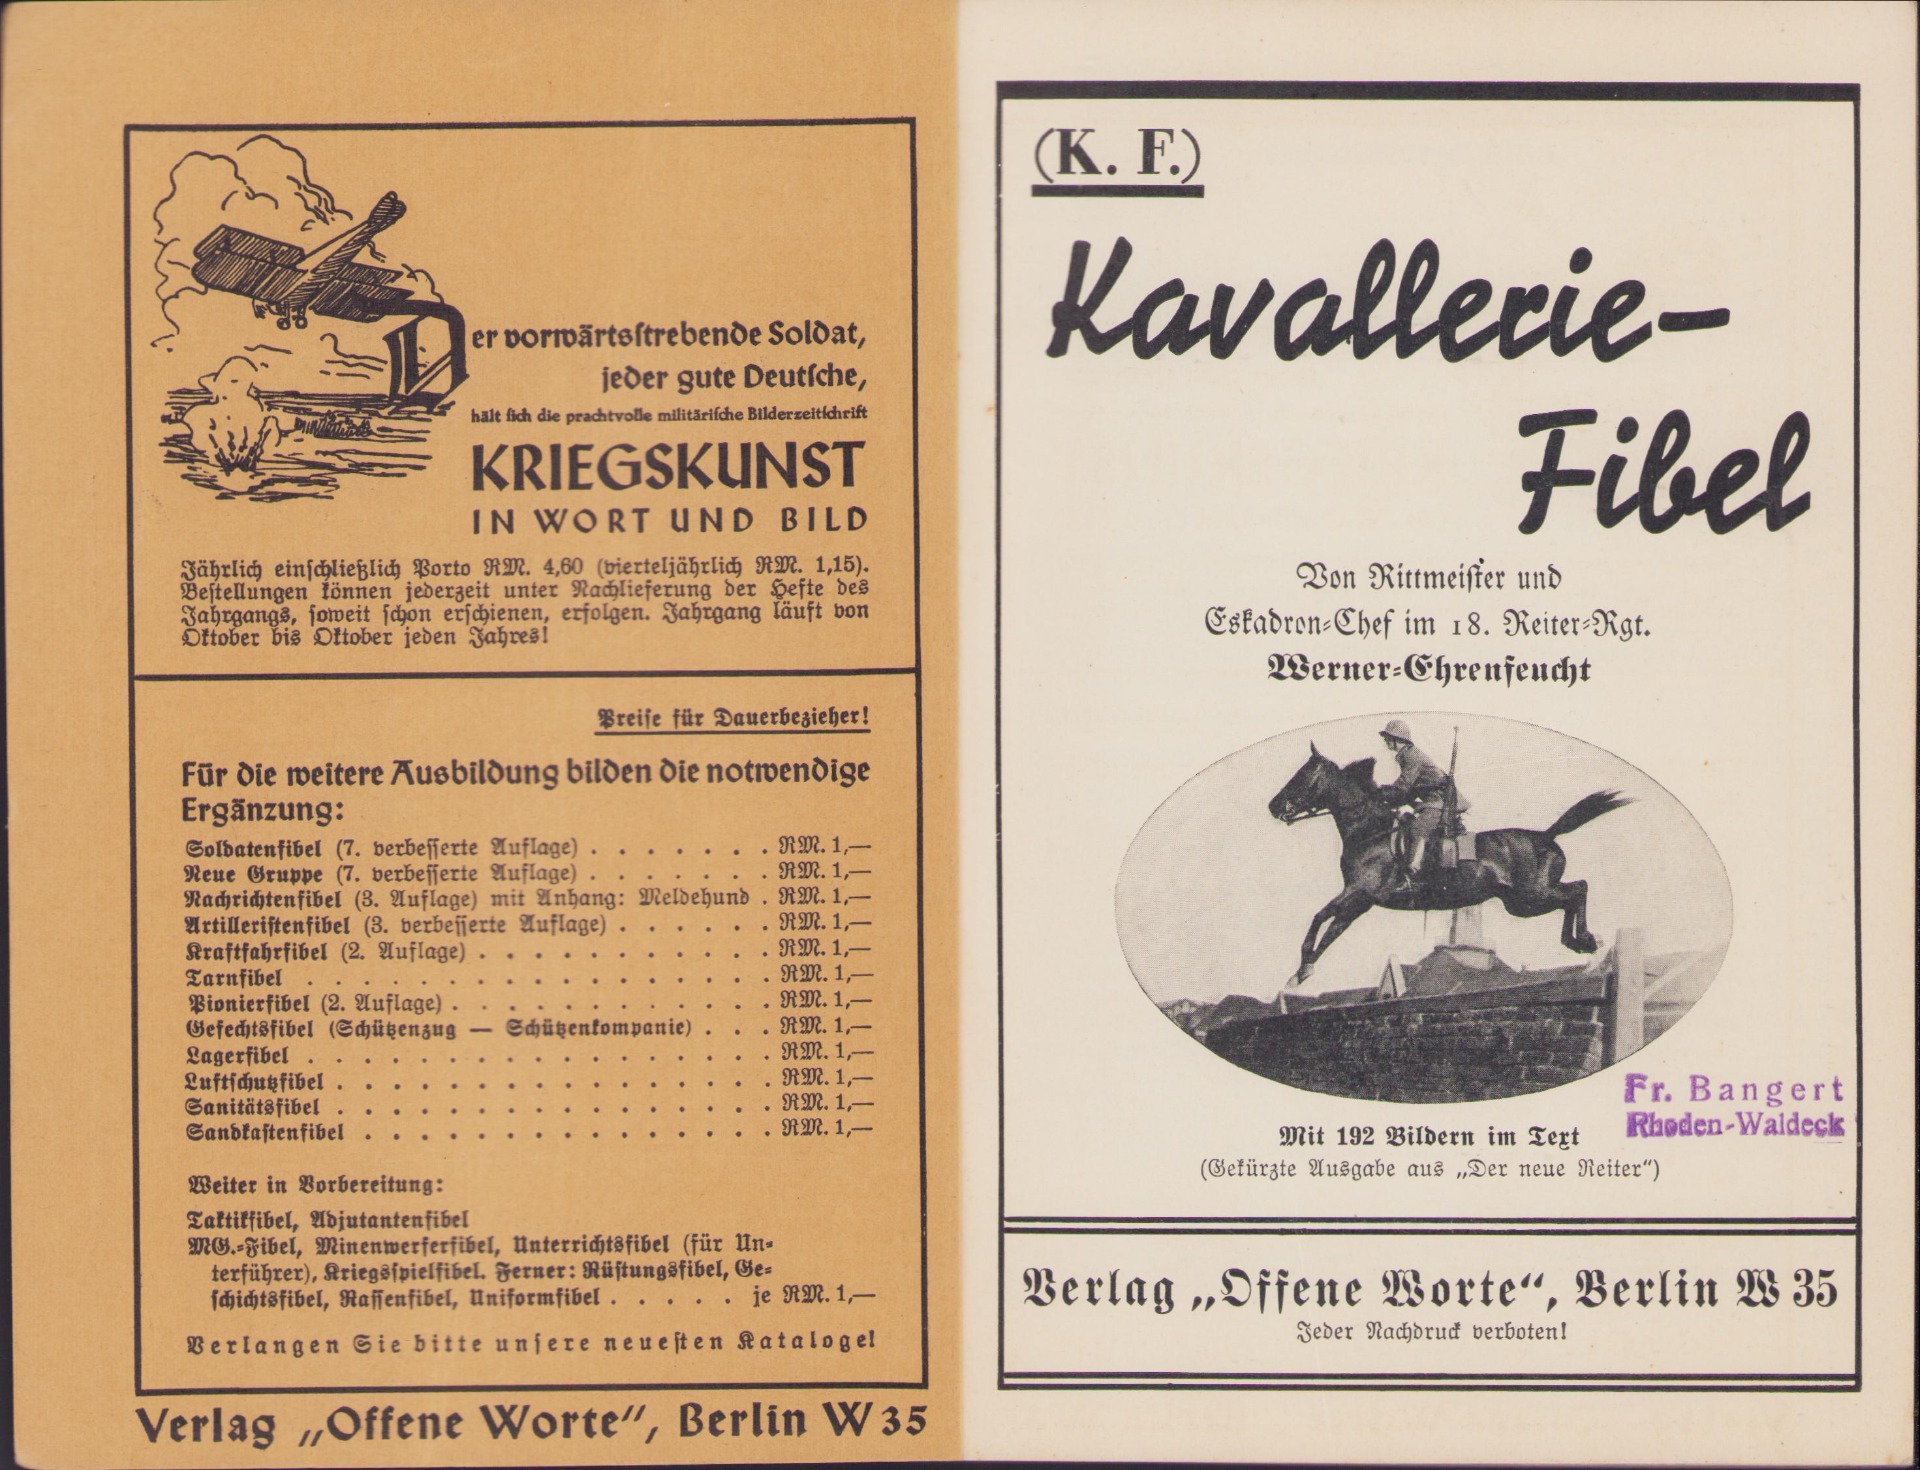 Der vorwärtsstrebende Soldat,
jeder gute Deutsche,
hält sich die prachtvolle militärische Bilderzeitschrift
KRIEGSKUNST
IN WORT UND BILD
Jährlich einschließlich Porto RM. 4,60 (vierteljährlich RM. 1,15).
Bestellungen können jederzeit unter Nachlieferung der Hefte des
Jahrgangs, soweit schon erschienen, erfolgen. Jahrgang läuft von
Oktober bis Oktober jeden Jahres!
Preise für Dauerbezieher!
Für die weitere Ausbildung bilden die notwendige
Ergänzung:
Soldatenfibel (7. verbesserte Auflage) . . . . . . . RM. 1,—
Neue Gruppe (7. verbesserte Auflage) . . . . . . . RM. 1,—
Nachrichtenfibel (3. Auflage) mit Anhang: Meldehund . RM. 1,—
Artilleristenfibel (3. verbesserte Auflage) . . . . . . RM. 1,—
Kraftfahrfibel (2. Auflage) . . . . . . . . . . . RM. 1,—
Tarnfibel . . . . . . . . . . . . . . . . . RM. 1,—
Pionierfibel (2. Auflage) . . . . . . . . . . . . RM. 1,—
Gefechtsfibel (Schützenzug — Schützenkompanie) . . . RM. 1,—
Lagerfibel . . . . . . . . . . . . . . . . . RM. 1,—
Luftschutzfibel . . . . . . . . . . . . . . . . RM. 1,—
Sanitätsfibel . . . . . . . . . . . . . . . . RM. 1,—
Sandkastenfibel . . . . . . . . . . . . . . . RM. 1,—
Weiter in Vorbereitung:
Taktikfibel, Adjutantenfibel
MG.-Fibel, Minenwerferfibel, Unterrichtsfibel (für Un-
terführer), Kriegsspielfibel. Ferner: Rüstungsfibel, Ge-
schichtsfibel, Rassenfibel, Uniformfibel . . . . . je RM. 1,—
Verlangen Sie bitte unsere neuesten Kataloge!
Verlag „Offene Worte“, Berlin W 35
(K. F.)
Kavallerie-
Fibel
Von Rittmeister und
Eskadron-Chef im 18. Reiter-Rgt.
Werner-Ehrenfeucht
Fr. Bangert
Rhoden-Waldeck
Mit 192 Bildern im Text
(Gekürzte Ausgabe aus „Der neue Reiter“)
Verlag „Offene Worte“, Berlin W 35
Jeder Nachdruck verboten!